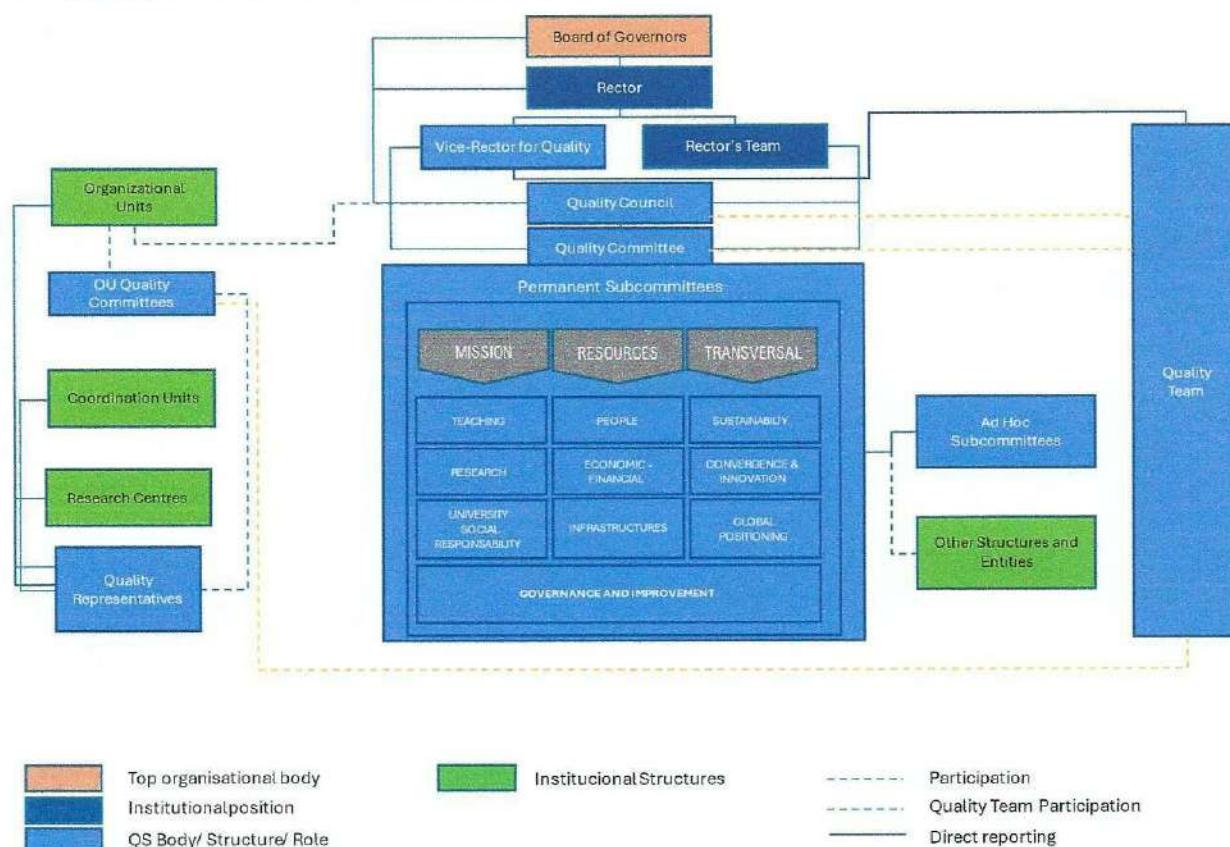 Board of Governors
Rector
Vice-Rector for Quality
Rector's Team
Organizational
Units
Quality Council
Quality Committee
OU Quality
Committees
Permanent Subcommittees
MISSION
RESOURCES
TRANSVERSAL
Coordination Units
TEACHING
PEOPLE
SUSTAINABILITY
Quality
Team
Ad Hoc
Subcommittees
RESEARCH
ECONOMIC -
FINANCIAL
CONVERGENCE &
INNOVATION
Research Centres
UNIVERSITY
SOCIAL
RESPONSABILITY
INFRASTRUCTURES
GLOBAL
POSITIONING
Other Structures and
Entities
Quality
Representatives
GOVERNANCE AND IMPROVEMENT
Top organisational body
Institutional position
QS Body/ Structure/ Role
Institucional Structures
Participation
Quality Team Participation
Direct reporting